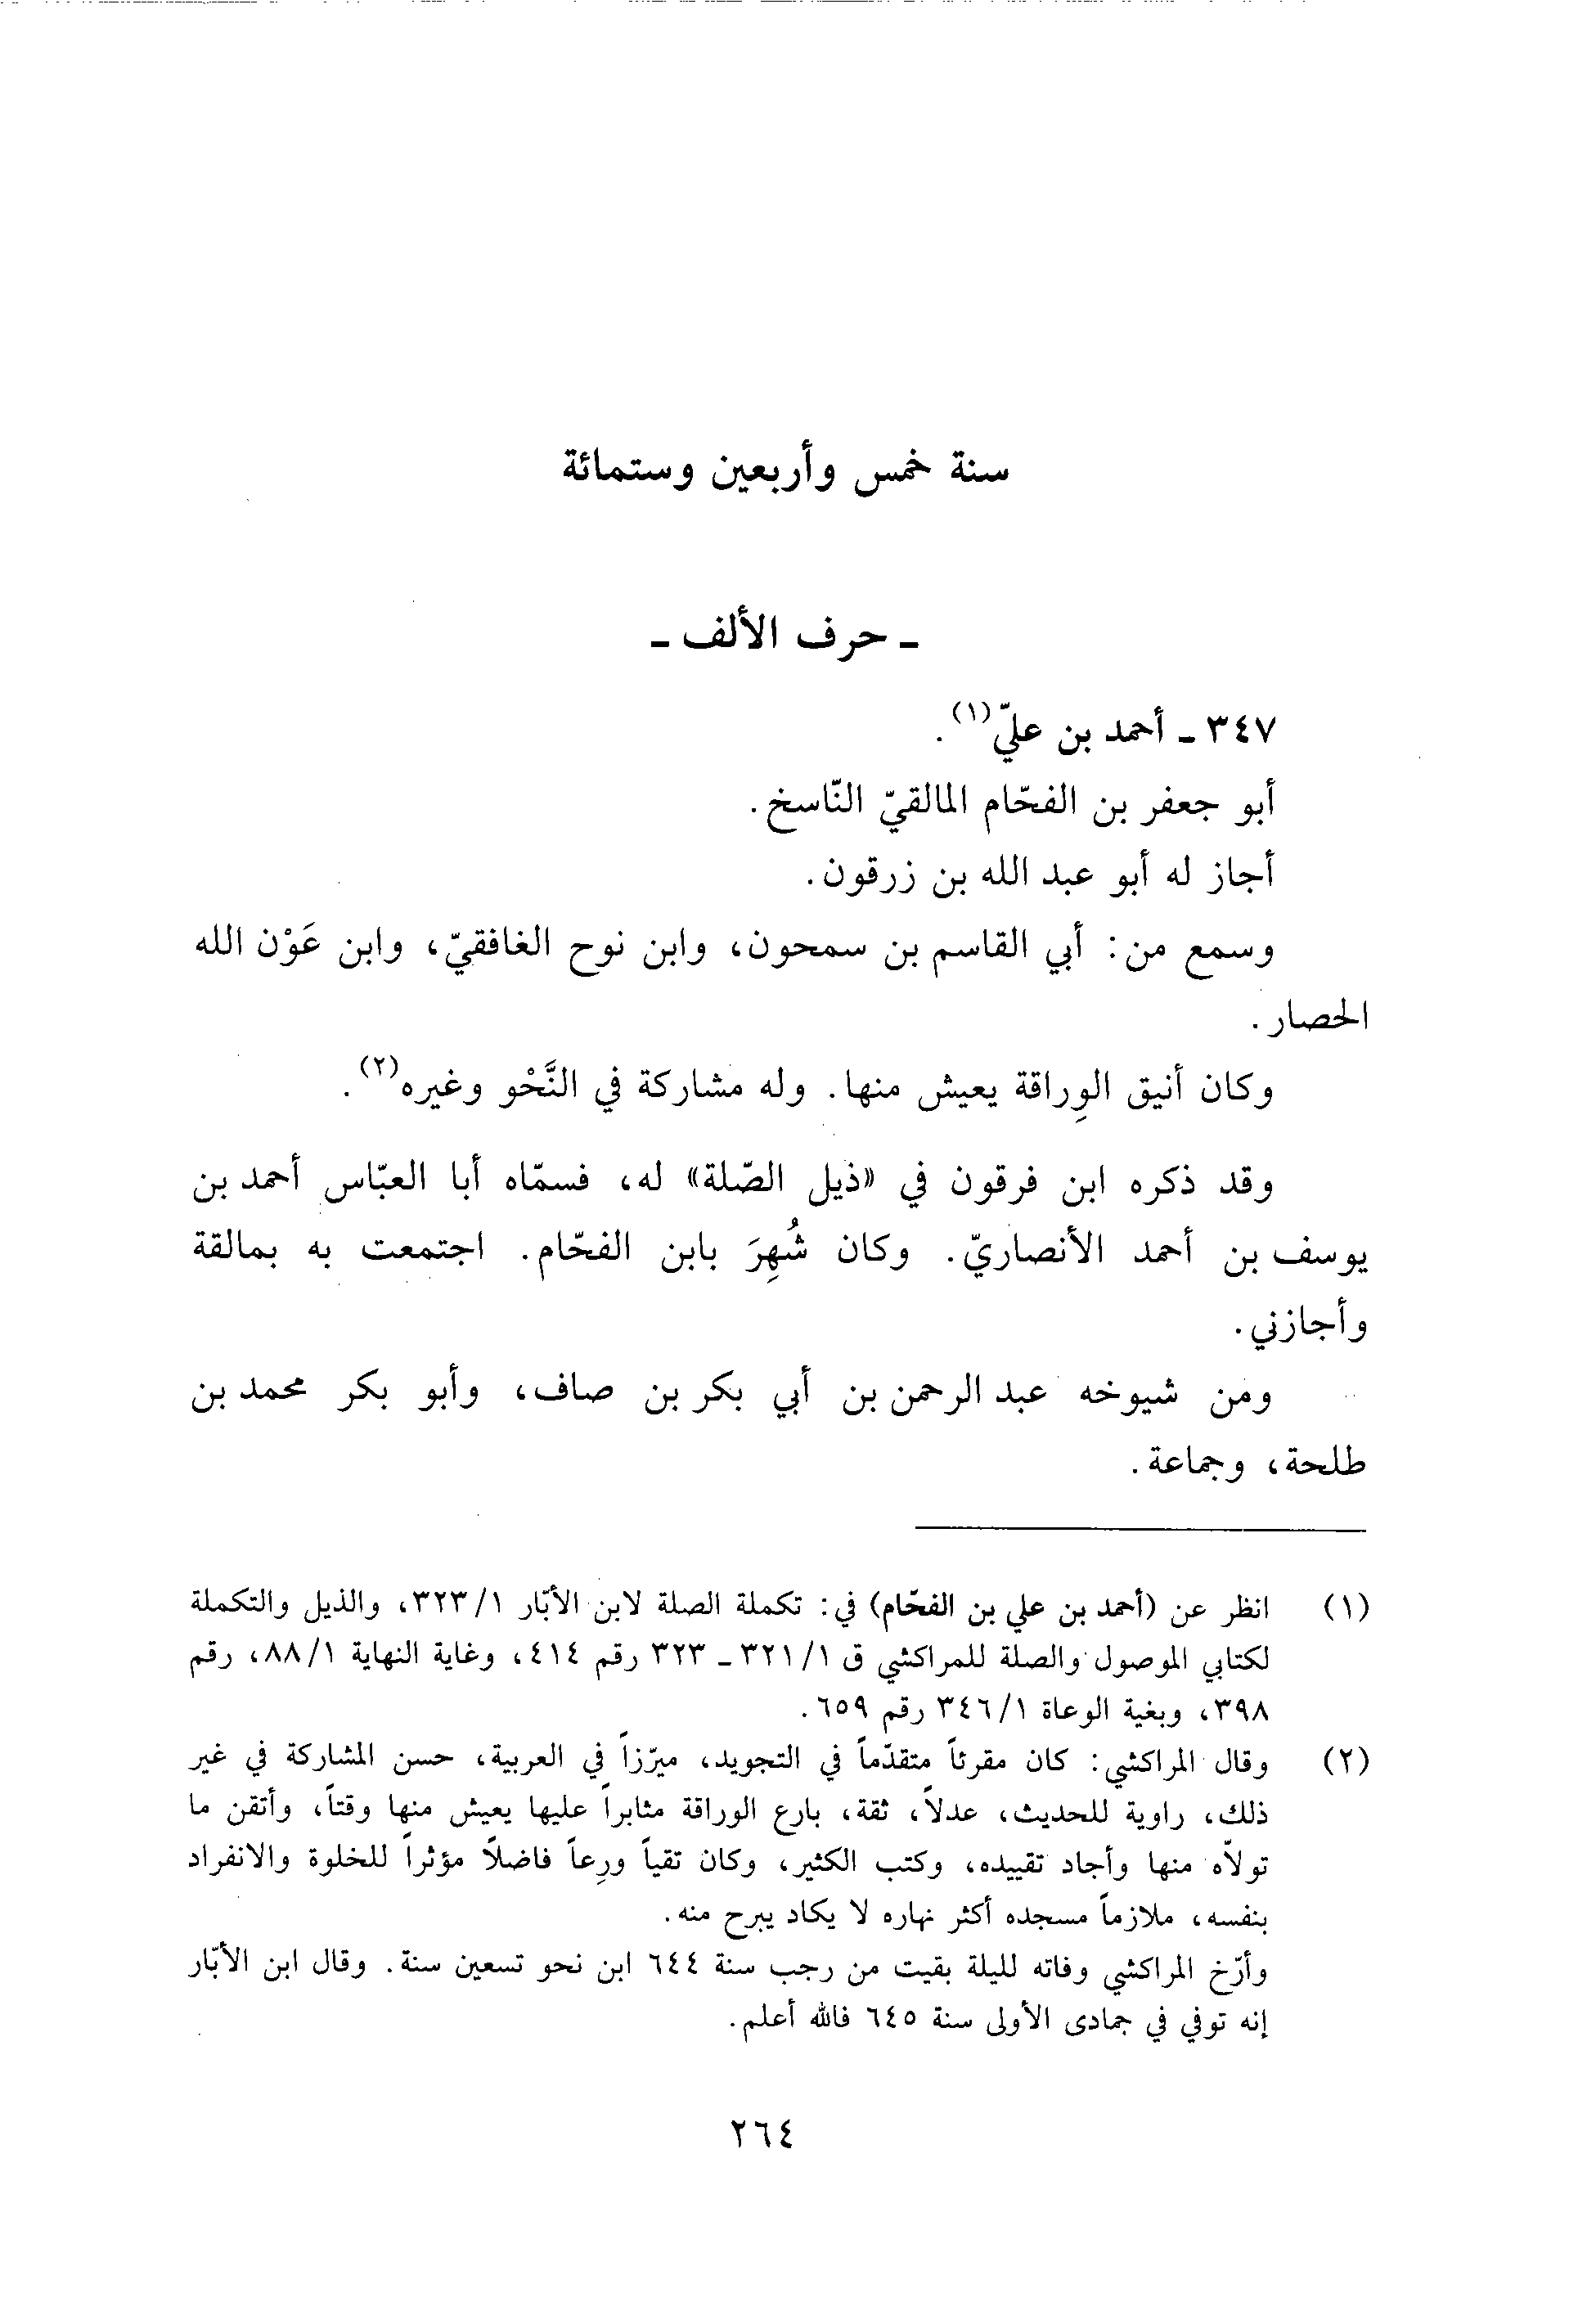 سنة خمس وأربعين وستمائة
ـ حرف الألف ـ
٣٤٧ ـ أحمد بن عليّ(١).
أبو جعفر بن الفحّام المالقيّ النّاسخ.
أجاز له أبو عبد الله بن زرقون.
وسمع من: أبي القاسم بن سمحون، وابن نوح الغافقيّ، وابن عَوْن الله
الحصار.
وكان أنيق الوِراقة يعيش منها. وله مشاركة في النَّحْو وغيره(٢).
وقد ذكره ابن فرقون في «ذيل الصّلة» له، فسمّاه أبا العبّاس أحمد بن
يوسف بن أحمد الأنصاريّ. وكان شُهِرَ بابن الفحّام. اجتمعت به بمالقة
وأجازني.
ومن شيوخه عبد الرحمن بن أبي بكر بن صاف، وأبو بكر محمد بن
طلحة، وجماعة.
(١) انظر عن (أحمد بن علي بن الفحّام) في: تكملة الصلة لابن الأبّار ١/ ٣٢٣، والذيل والتكملة
لكتابي الموصول والصلة للمراكشي ق ١/ ٣٢١ ـ ٣٢٣ رقم ٤١٤، وغاية النهاية ١/ ٨٨، رقم
٣٩٨، وبغية الوعاة ١/ ٣٤٦ رقم ٦٥٩.
(٢) وقال المراكشي: كان مقرئاً متقدّماً في التجويد، مبرّزاً في العربية، حسن المشاركة في غير
ذلك، راوية للحديث، عدلاً، ثقة، بارع الوراقة مثابراً عليها يعيش منها وقتاً، وأتقن ما
تولاّه منها وأجاد تقييده، وكتب الكثير، وكان تقياً ورِعاً فاضلاً مؤثراً للخلوة والانفراد
بنفسه، ملازماً مسجده أكثر نهاره لا يكاد يبرح منه.
وأرّخ المراكشي وفاته لليلة بقيت من رجب سنة ٦٤٤ ابن نحو تسعين سنة. وقال ابن الأبّار
إنه توفي في جمادى الأولى سنة ٦٤٥ فالله أعلم.
٢٦٤